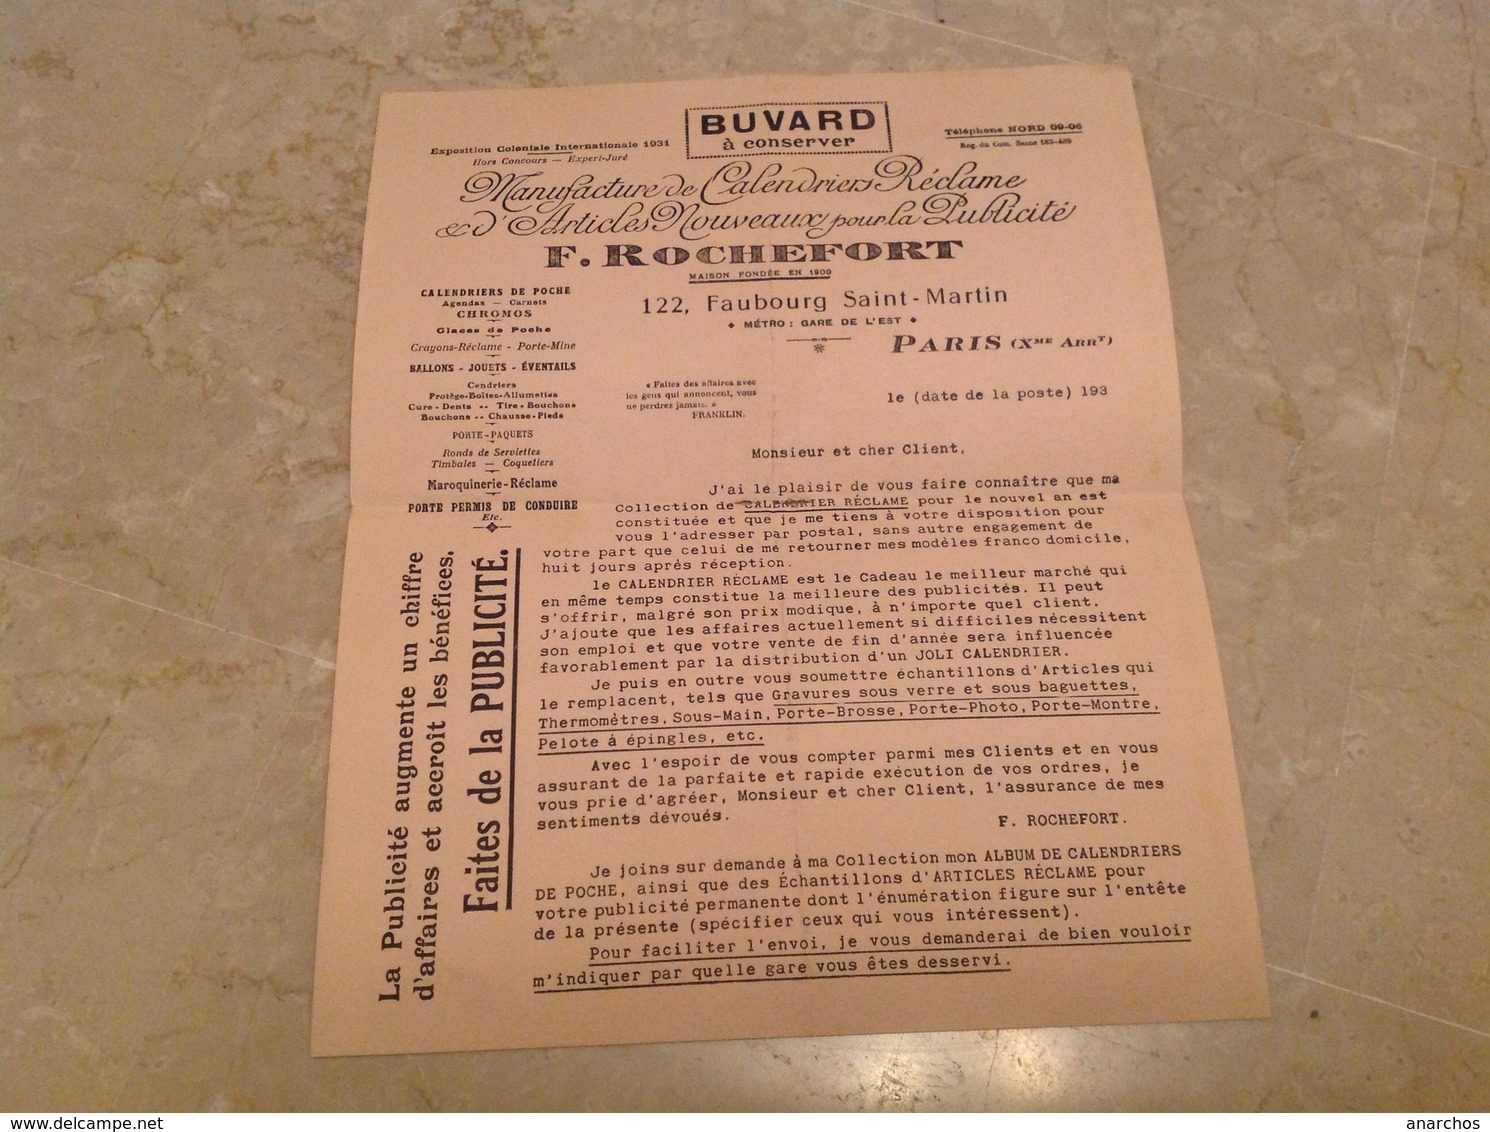 BUVARD
à conserver
Exposition Coloniale Internationale 1931
Hors Concours — Expert-Juré
Téléphone NORD 09-06
Reg. du Com. Seine 183-489
Manufacture de Calendriers Réclame
& d'Articles Nouveaux pour la Publicité
F. ROCHEFORT
MAISON FONDÉE EN 1900
122, Faubourg Saint-Martin
MÉTRO : GARE DE L'EST
PARIS (Xme ARRT)
CALENDRIERS DE POCHE
Agendas — Carnets
CHROMOS
Glaces de Poche
Crayons-Réclame - Porte-Mine
BALLONS - JOUETS - ÉVENTAILS
Cendriers
Protège-Boîtes-Allumettes
Cure-Dents -- Tire-Bouchons
Bouchons -- Chausse-Pieds
PORTE-PAQUETS
Ronds de Serviettes
Timbales — Coquetiers
Maroquinerie-Réclame
PORTE PERMIS DE CONDUIRE
Etc.
« Faites des affaires avec
les gens qui annoncent, vous
ne perdrez jamais. »
FRANKLIN.
le (date de la poste) 193
Monsieur et cher Client,
J'ai le plaisir de vous faire connaître que ma
Collection de CALENDRIER RÉCLAME pour le nouvel an est
constituée et que je me tiens à votre disposition pour
vous l'adresser par postal, sans autre engagement de
votre part que celui de me retourner mes modèles franco domicile,
huit jours après réception.
le CALENDRIER RÉCLAME est le Cadeau le meilleur marché qui
en même temps constitue la meilleure des publicités. Il peut
s'offrir, malgré son prix modique, à n'importe quel client.
J'ajoute que les affaires actuellement si difficiles nécessitent
son emploi et que votre vente de fin d'année sera influencée
favorablement par la distribution d'un JOLI CALENDRIER.
Je puis en outre vous soumettre échantillons d'Articles qui
le remplacent, tels que Gravures sous verre et sous baguettes,
Thermomètres, Sous-Main, Porte-Brosse, Porte-Photo, Porte-Montre,
Pelote à épingles, etc.
Avec l'espoir de vous compter parmi mes Clients et en vous
assurant de la parfaite et rapide exécution de vos ordres, je
vous prie d'agréer, Monsieur et cher Client, l'assurance de mes
sentiments dévoués.
F. ROCHEFORT.
Je joins sur demande à ma Collection mon ALBUM DE CALENDRIERS
DE POCHE, ainsi que des Échantillons d'ARTICLES RÉCLAME pour
votre publicité permanente dont l'énumération figure sur l'entête
de la présente (spécifier ceux qui vous intéressent).
Pour faciliter l'envoi, je vous demanderai de bien vouloir
m'indiquer par quelle gare vous êtes desservi.
La Publicité augmente un chiffre
d'affaires et accroît les bénéfices.
Faites de la PUBLICITÉ.
www.delcampe.net
anarchos